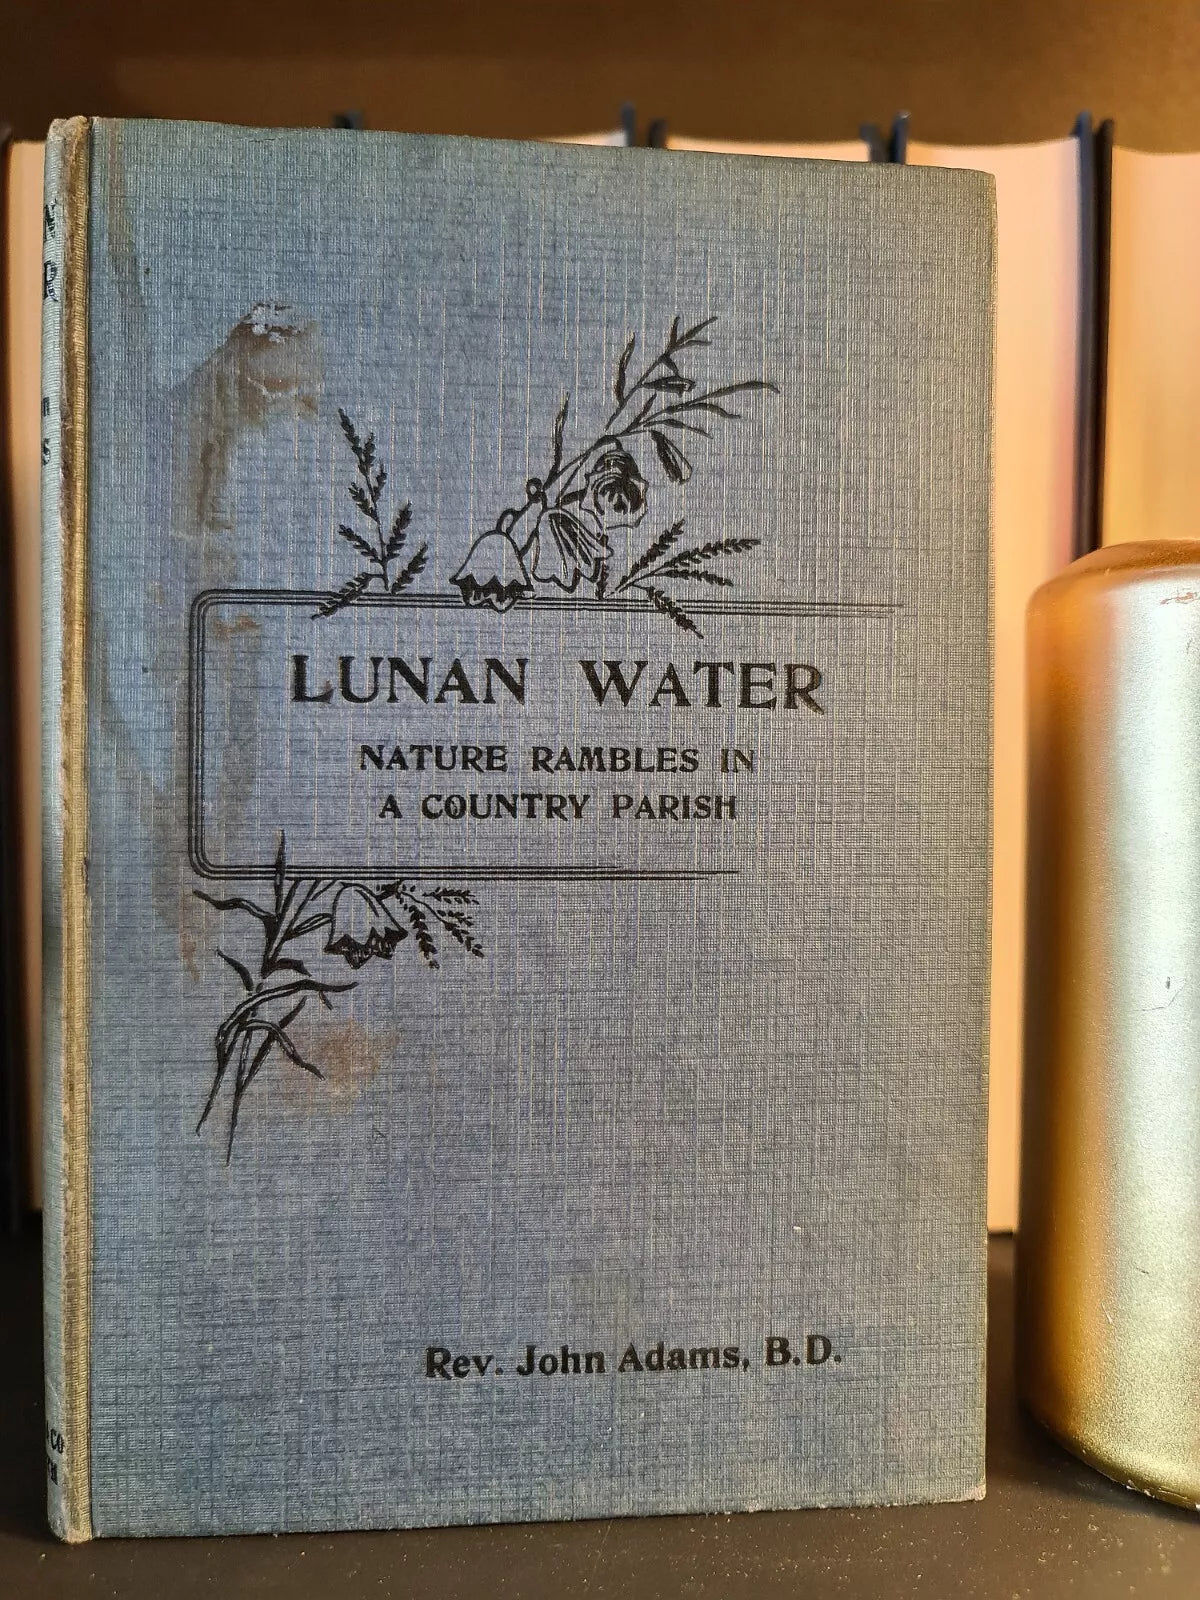 LUNAN WATER
NATURE RAMBLES IN
A COUNTRY PARISH
Rev. John Adams, B.D.